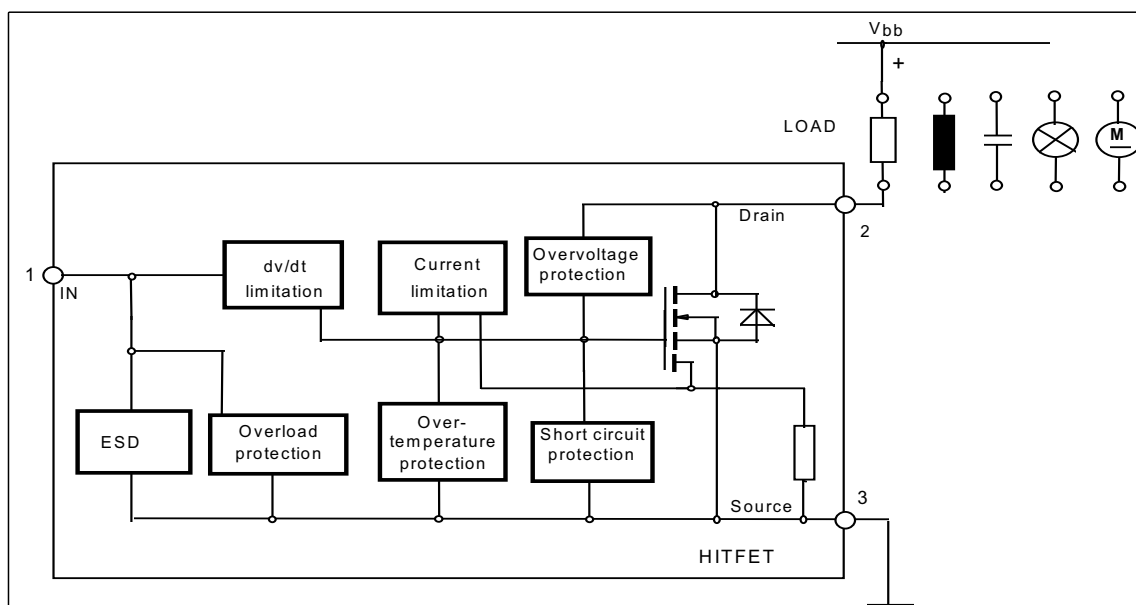 Vbb
+
LOAD
M
Drain
2
1
IN
dv/dt
limitation
Current
limitation
Overvoltage
protection
ESD
Overload
protection
Over-
temperature
protection
Short circuit
protection
Source
3
HITFET